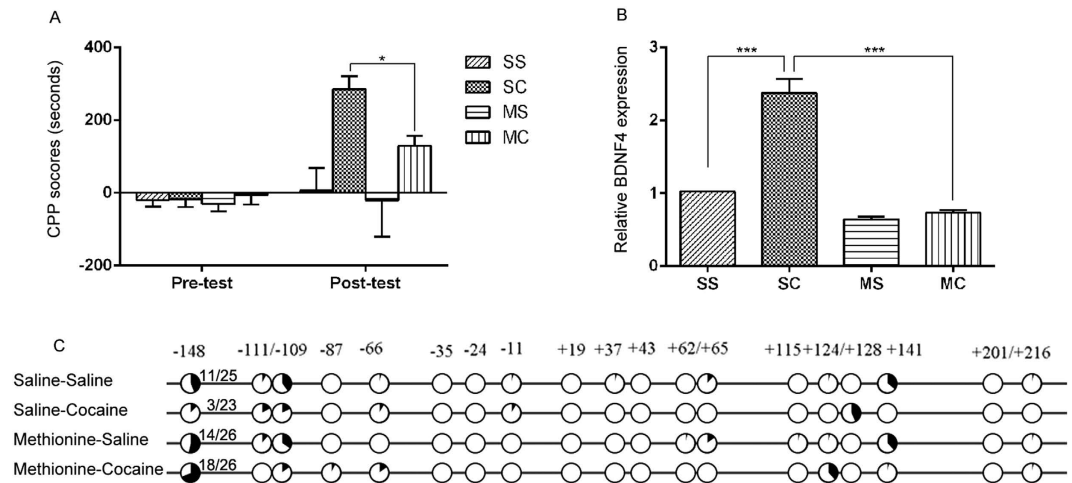 A
CPP socores (seconds)
400
200
0
-200
Pre-test
Post-test
*
SS
SC
MS
MC
B
Relative BDNF4 expression
3
2
1
0
***
***
SS
SC
MS
MC
C
-148 -111/-109 -87 -66 -35 -24 -11 +19 +37 +43 +62/+65 +115 +124/+128 +141 +201/+216
Saline-Saline 11/25
Saline-Cocaine 3/23
Methionine-Saline 14/26
Methionine-Cocaine 18/26